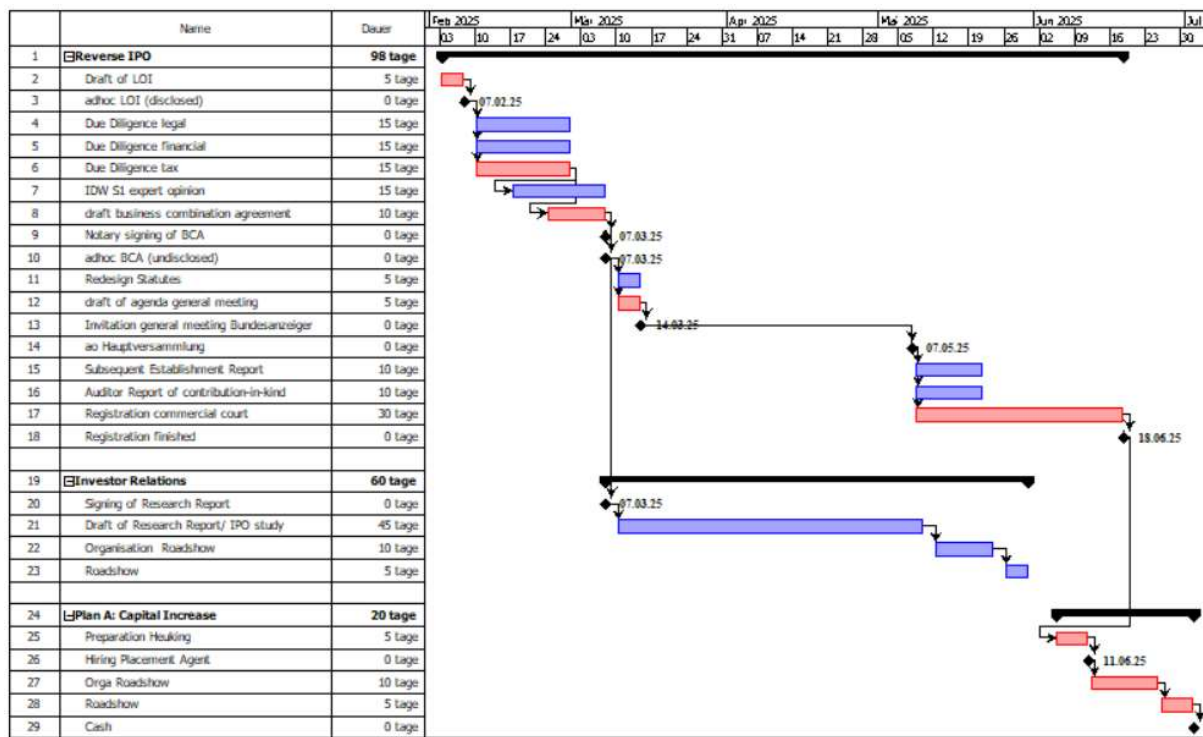 Name Dauer Feb 2025 Mär 2025 Apr 2025 Mai 2025 Jun 2025 Jul
03 10 17 24 03 10 17 24 31 07 14 21 28 05 12 19 26 02 09 16 23 30
1 Reverse IPO 98 tage
2 Draft of LOI 5 tage
3 adhoc LOI (disclosed) 0 tage 07.02.25
4 Due Diligence legal 15 tage
5 Due Diligence financial 15 tage
6 Due Diligence tax 15 tage
7 IDW S1 expert opinion 15 tage
8 draft business combination agreement 10 tage
9 Notary signing of BCA 0 tage 07.03.25
10 adhoc BCA (undisclosed) 0 tage 07.03.25
11 Redesign Statutes 5 tage
12 draft of agenda general meeting 5 tage
13 Invitation general meeting Bundesanzeiger 0 tage 14.03.25
14 ao Hauptversammlung 0 tage 07.05.25
15 Subsequent Establishment Report 10 tage
16 Auditor Report of contribution-in-kind 10 tage
17 Registration commercial court 30 tage
18 Registration finished 0 tage 18.06.25
19 Investor Relations 60 tage
20 Signing of Research Report 0 tage 07.03.25
21 Draft of Research Report/ IPO study 45 tage
22 Organisation Roadshow 10 tage
23 Roadshow 5 tage
24 Plan A: Capital Increase 20 tage
25 Preparation Heuking 5 tage
26 Hiring Placement Agent 0 tage 11.06.25
27 Orga Roadshow 10 tage
28 Roadshow 5 tage
29 Cash 0 tage